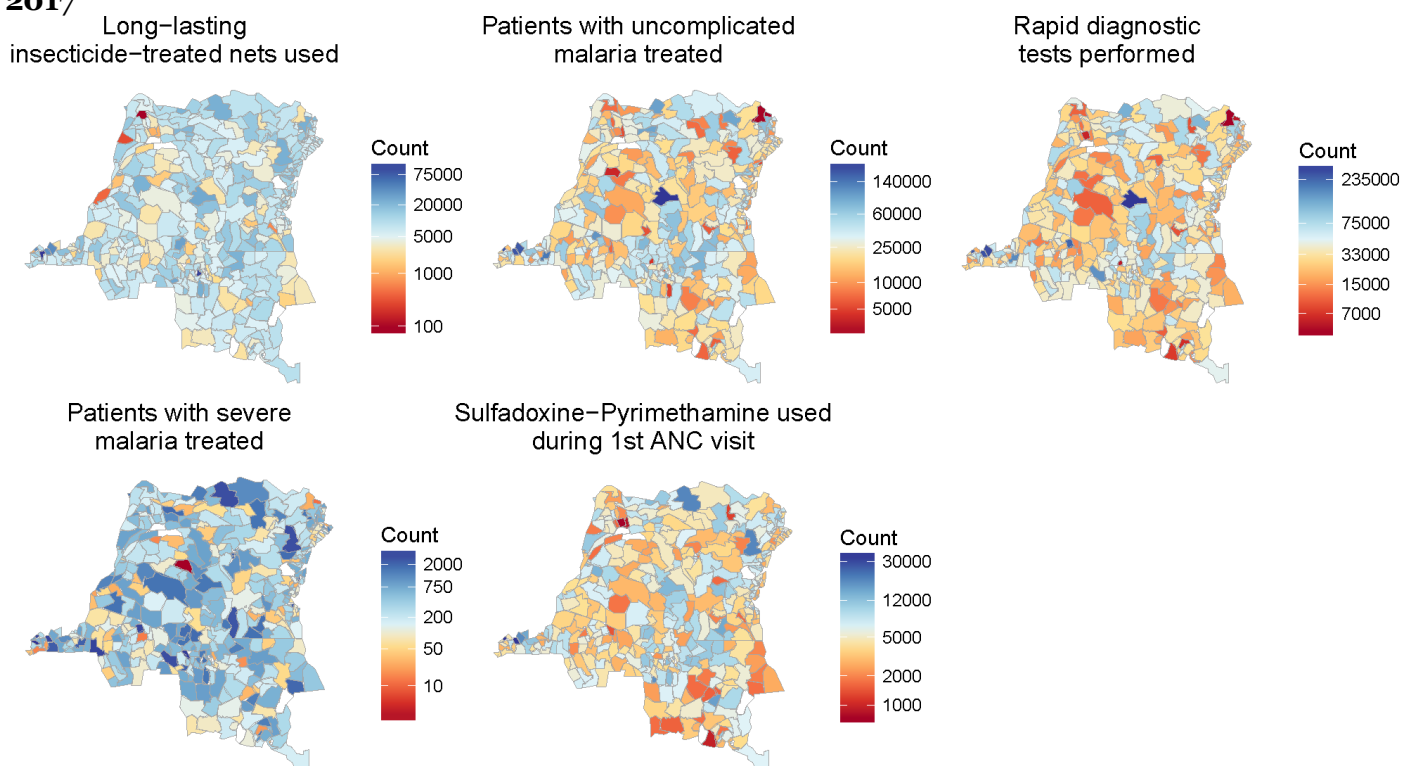 2017
Long−lasting
insecticide−treated nets used
Count
75000
20000
5000
1000
100
Patients with uncomplicated
malaria treated
Count
140000
60000
25000
10000
5000
Rapid diagnostic
tests performed
Count
235000
75000
33000
15000
7000
Patients with severe
malaria treated
Count
2000
750
200
50
10
Sulfadoxine−Pyrimethamine used
during 1st ANC visit
Count
30000
12000
5000
2000
1000